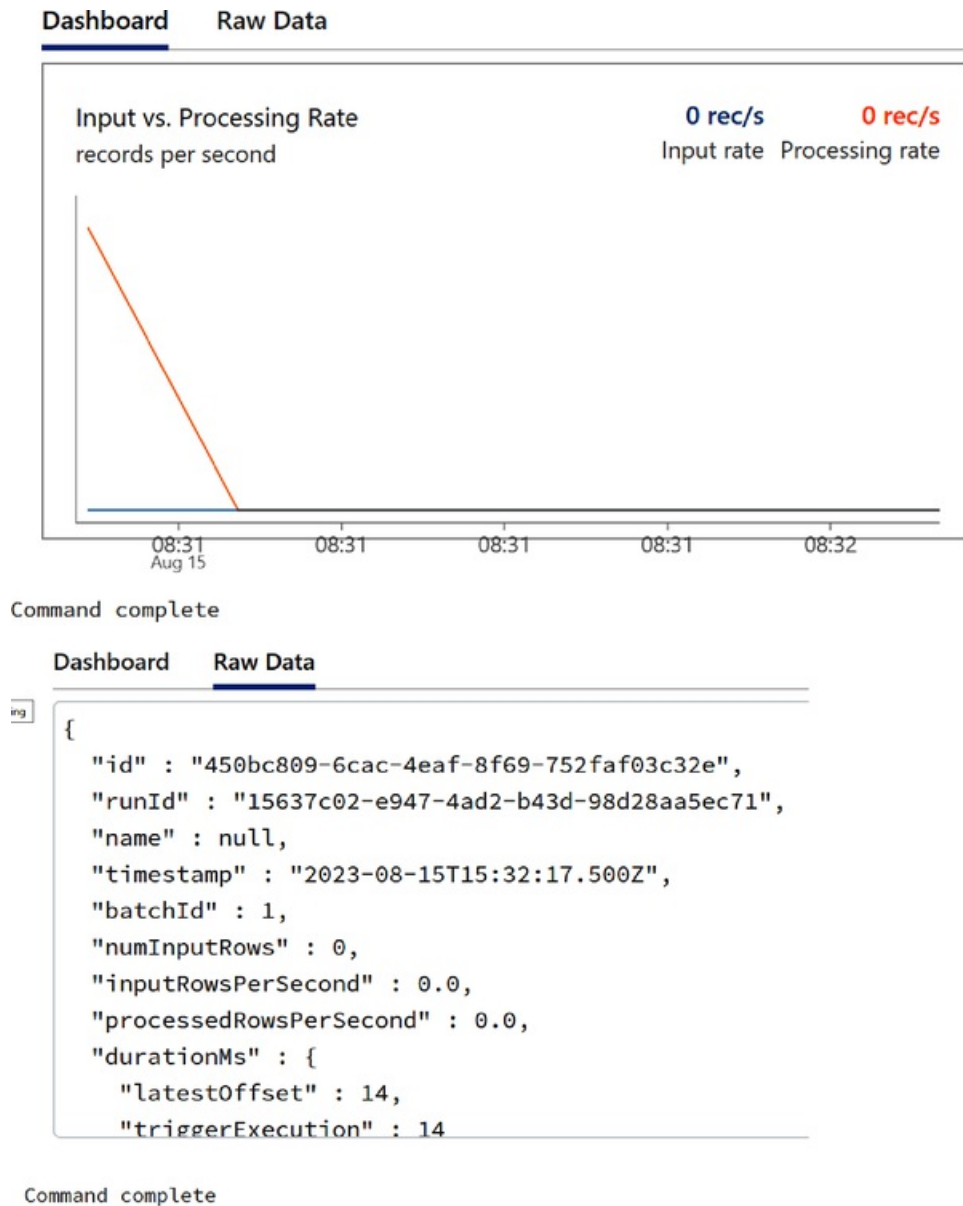 Dashboard Raw Data
Input vs. Processing Rate
records per second
0 rec/s 0 rec/s
Input rate Processing rate
08:31 08:31 08:31 08:31 08:32
Aug 15
Command complete
Dashboard Raw Data
ing
{
"id" : "450bc809-6cac-4eaf-8f69-752faf03c32e",
"runId" : "15637c02-e947-4ad2-b43d-98d28aa5ec71",
"name" : null,
"timestamp" : "2023-08-15T15:32:17.500Z",
"batchId" : 1,
"numInputRows" : 0,
"inputRowsPerSecond" : 0.0,
"processedRowsPerSecond" : 0.0,
"durationMs" : {
"latestOffset" : 14,
"triggerExecution" : 14
Command complete